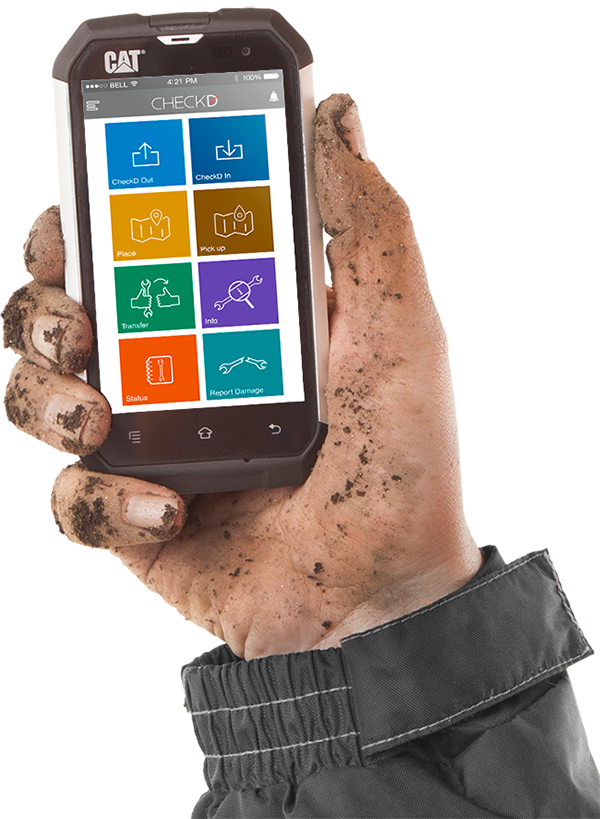 CAT
BELL 4:21 PM 100%
CHECKD
CheckD Out CheckD In
Place Pick up
Transfer Info
Status Report Damage